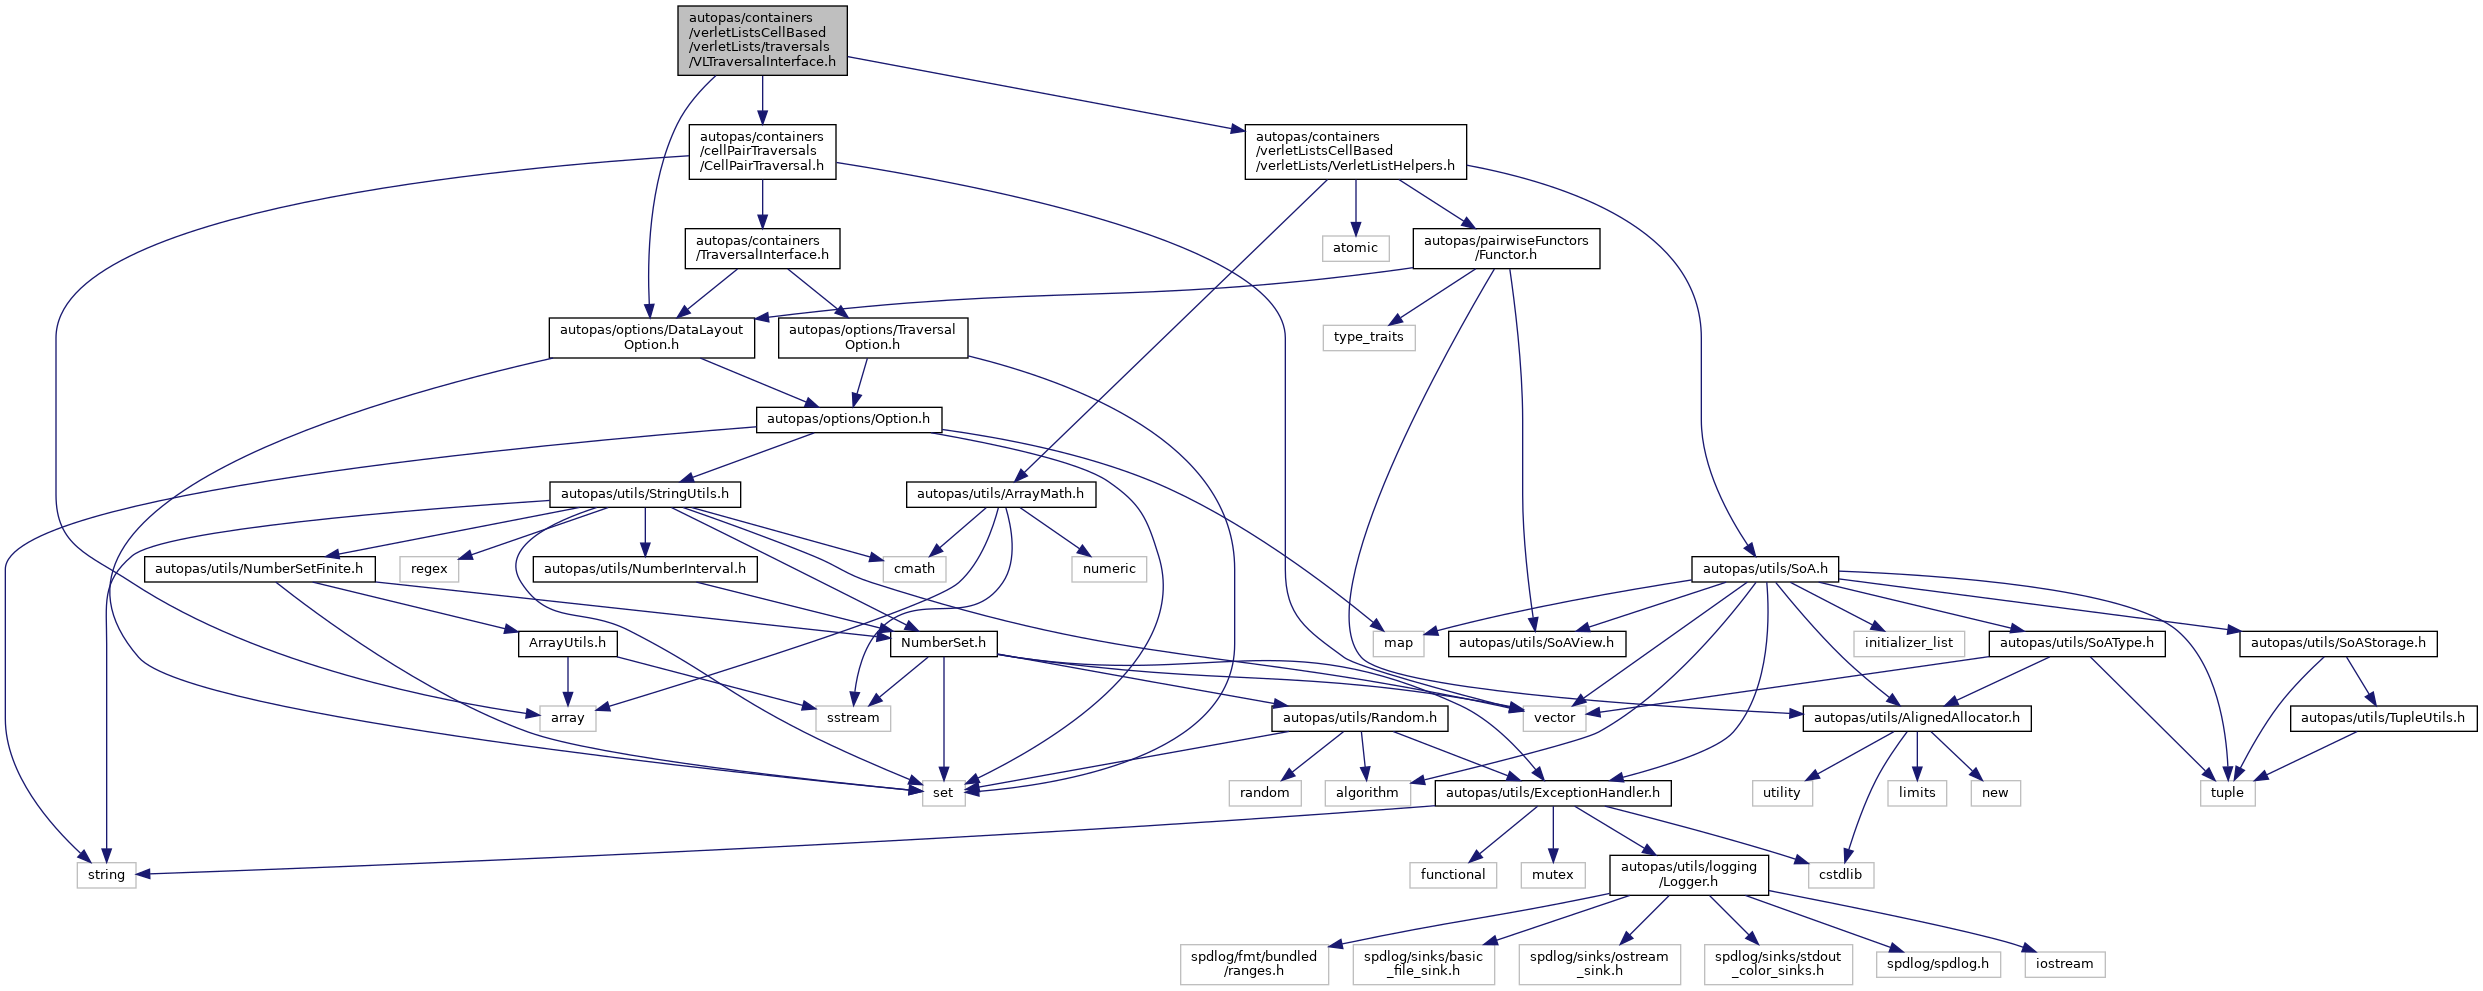 autopas/containers
/verletListsCellBased
/verletLists/traversals
/VLTraversalInterface.h
autopas/containers
/cellPairTraversals
/CellPairTraversal.h
autopas/containers
/verletListsCellBased
/verletLists/VerletListHelpers.h
autopas/containers
/TraversalInterface.h
atomic
autopas/pairwiseFunctors
/Functor.h
autopas/options/DataLayout
Option.h
autopas/options/Traversal
Option.h
type_traits
autopas/options/Option.h
autopas/utils/StringUtils.h
autopas/utils/ArrayMath.h
autopas/utils/NumberSetFinite.h
regex
autopas/utils/NumberInterval.h
cmath
numeric
autopas/utils/SoA.h
ArrayUtils.h
NumberSet.h
map
autopas/utils/SoAView.h
initializer_list
autopas/utils/SoAType.h
autopas/utils/SoAStorage.h
array
sstream
autopas/utils/Random.h
vector
autopas/utils/AlignedAllocator.h
autopas/utils/TupleUtils.h
set
random
algorithm
autopas/utils/ExceptionHandler.h
utility
limits
new
tuple
string
functional
mutex
autopas/utils/logging
/Logger.h
cstdlib
spdlog/fmt/bundled
/ranges.h
spdlog/sinks/basic
_file_sink.h
spdlog/sinks/ostream
_sink.h
spdlog/sinks/stdout
_color_sinks.h
spdlog/spdlog.h
iostream